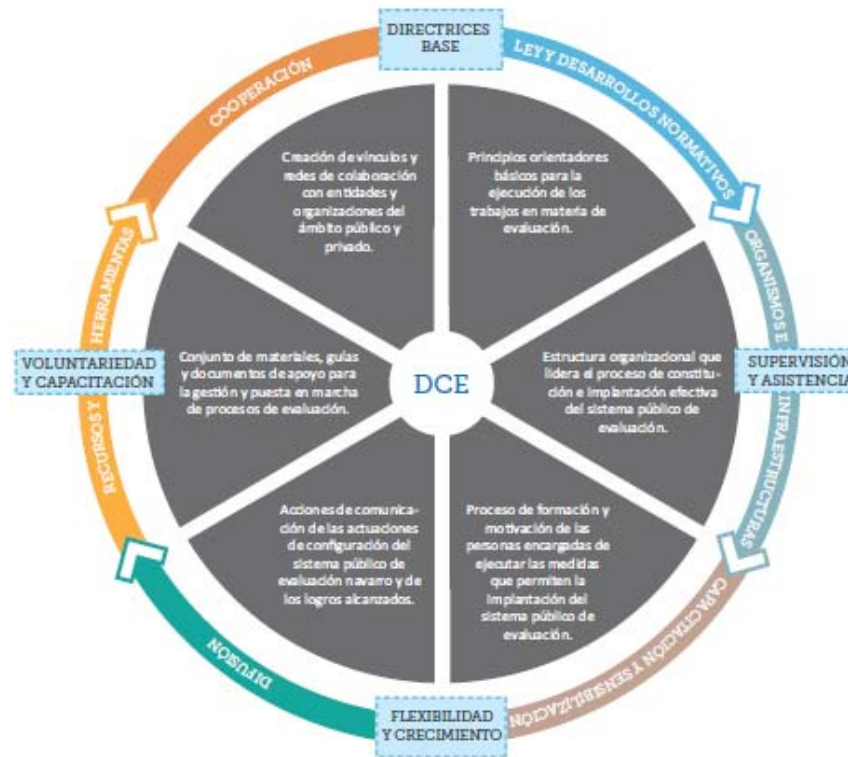 DIRECTRICES
BASE
COOPERACIÓN
LEY Y DESARROLLOS NORMATIVOS
Creación de vínculos y
redes de colaboración
con entidades y
organizaciones del
ámbito público y
privado.
Principios orientadores
básicos para la
ejecución de los
trabajos en materia de
evaluación.
RECURSOS Y HERRAMIENTAS
ORGANISMOS E INFRAESTRUCTURAS
VOLUNTARIEDAD
Y CAPACITACIÓN
Conjunto de materiales, guías
y documentos de apoyo para
la gestión y puesta en marcha
de procesos de evaluación.
DCE
Estructura organizacional que
lidera el proceso de constitu-
ción e implantación efectiva
del sistema público de
evaluación.
SUPERVISIÓN
Y ASISTENCIA
Acciones de comunica-
ción de las actuaciones
de configuración del
sistema público de
evaluación navarro y de
los logros alcanzados.
Proceso de formación y
motivación de las
personas encargadas de
ejecutar las medidas
que permiten la
implantación del
sistema público de
evaluación.
DIFUSIÓN
CAPACITACIÓN Y SENSIBILIZACIÓN
FLEXIBILIDAD
Y CRECIMIENTO